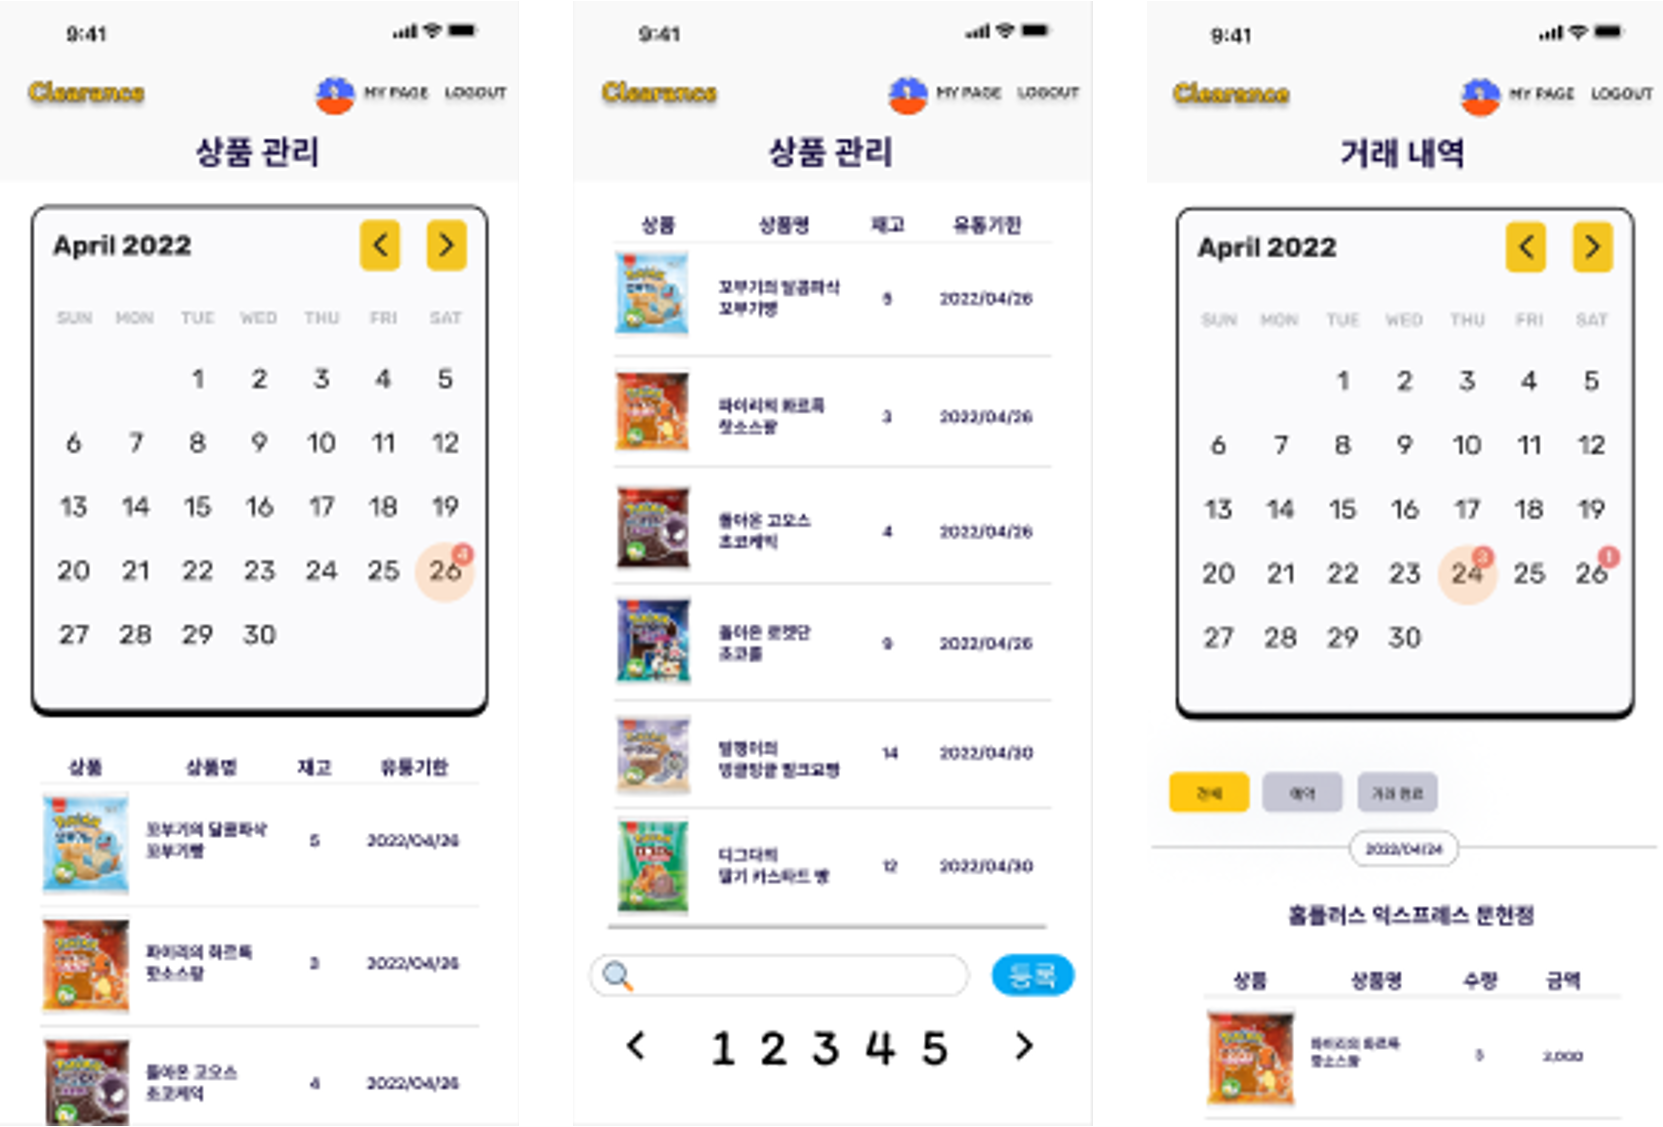 9:41
Clearance
MY PAGE LOGOUT
상품 관리
April 2022
SUN MON TUE WED THU FRI SAT
1 2 3 4 5
6 7 8 9 10 11 12
13 14 15 16 17 18 19
20 21 22 23 24 25 26 4
27 28 29 30
상품 상품명 재고 유통기한
꼬부기의 달콤파삭
꼬부기빵
5 2022/04/26
파이리의 화르륵
핫소스팡
3 2022/04/26
돌아온 고오스
초코케익
4 2022/04/26
9:41
Clearance
MY PAGE LOGOUT
상품 관리
상품 상품명 재고 유통기한
꼬부기의 달콤파삭
꼬부기빵
2022/04/26
파이리의 화르륵
핫소스팡
3 2022/04/26
돌아온 고오스
초코케익
4 2022/04/26
돌아온 로켓단
초코롤
9 2022/04/26
14 2022/04/30
디그다의
딸기 카스타드 빵
12 2022/04/30
등록
< 1 2 3 4 5 >
9:41
Clearance
MY PAGE LOGOUT
거래 내역
April 2022
SUN MON TUE WED THU FRI SAT
1 2 3 4 5
6 7 8 9 10 11 12
13 14 15 16 17 18 19
20 21 22 23 24 3 25 26 1
27 28 29 30
전체 예약 거래 완료
2022/04/24
홈플러스 익스프레스 문현점
상품 상품명 수량 금액
파이리의 화르륵
핫소스팡
3 2,000